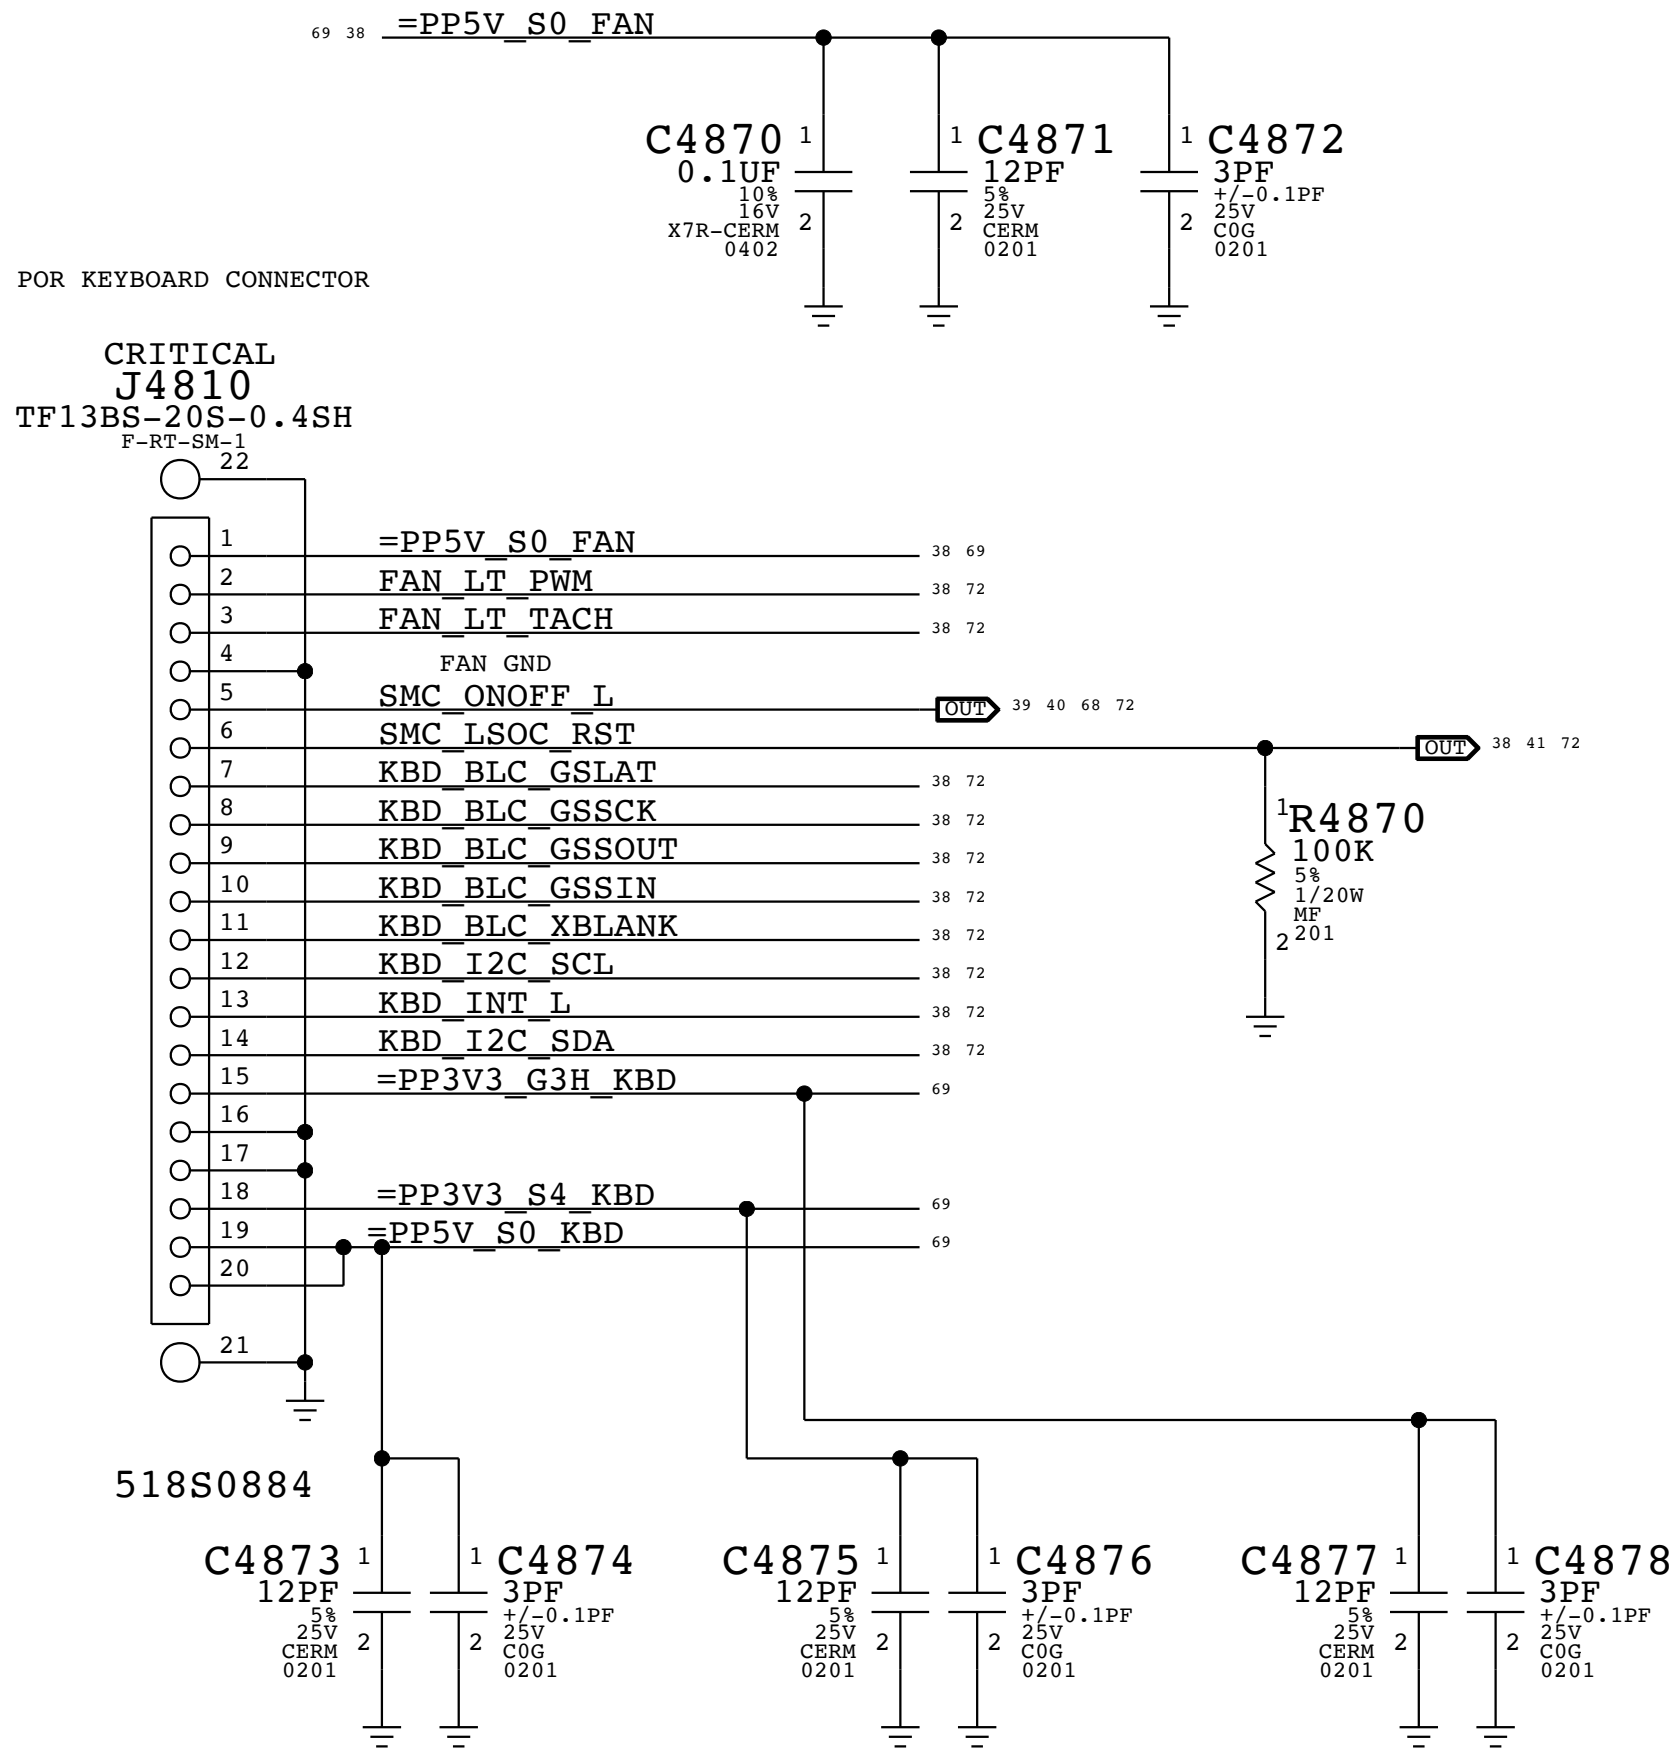 69 38 =PP5V_S0_FAN
C4870 1
0.1UF
10%
16V
X7R-CERM
0402
2
1 C4871
12PF
5%
25V
CERM
0201
2
1 C4872
3PF
+/-0.1PF
25V
C0G
0201
2
POR KEYBOARD CONNECTOR
CRITICAL
J4810
TF13BS-20S-0.4SH
F-RT-SM-1
22
1 =PP5V_S0_FAN 38 69
2 FAN_LT_PWM 38 72
3 FAN_LT_TACH 38 72
4 FAN GND
5 SMC_ONOFF_L OUT 39 40 68 72
6 SMC_LSOC_RST OUT 38 41 72
7 KBD_BLC_GSLAT 38 72
8 KBD_BLC_GSSCK 38 72
9 KBD_BLC_GSSOUT 38 72
10 KBD_BLC_GSSIN 38 72
11 KBD_BLC_XBLANK 38 72
12 KBD_I2C_SCL 38 72
13 KBD_INT_L 38 72
14 KBD_I2C_SDA 38 72
15 =PP3V3_G3H_KBD 69
16
17
18 =PP3V3_S4_KBD 69
19 =PP5V_S0_KBD 69
20
21
1 R4870
100K
5%
1/20W
MF
201
2
518S0884
C4873 1
12PF
5%
25V
CERM
0201
2
1 C4874
3PF
+/-0.1PF
25V
C0G
0201
2
C4875 1
12PF
5%
25V
CERM
0201
2
1 C4876
3PF
+/-0.1PF
25V
C0G
0201
2
C4877 1
12PF
5%
25V
CERM
0201
2
1 C4878
3PF
+/-0.1PF
25V
C0G
0201
2